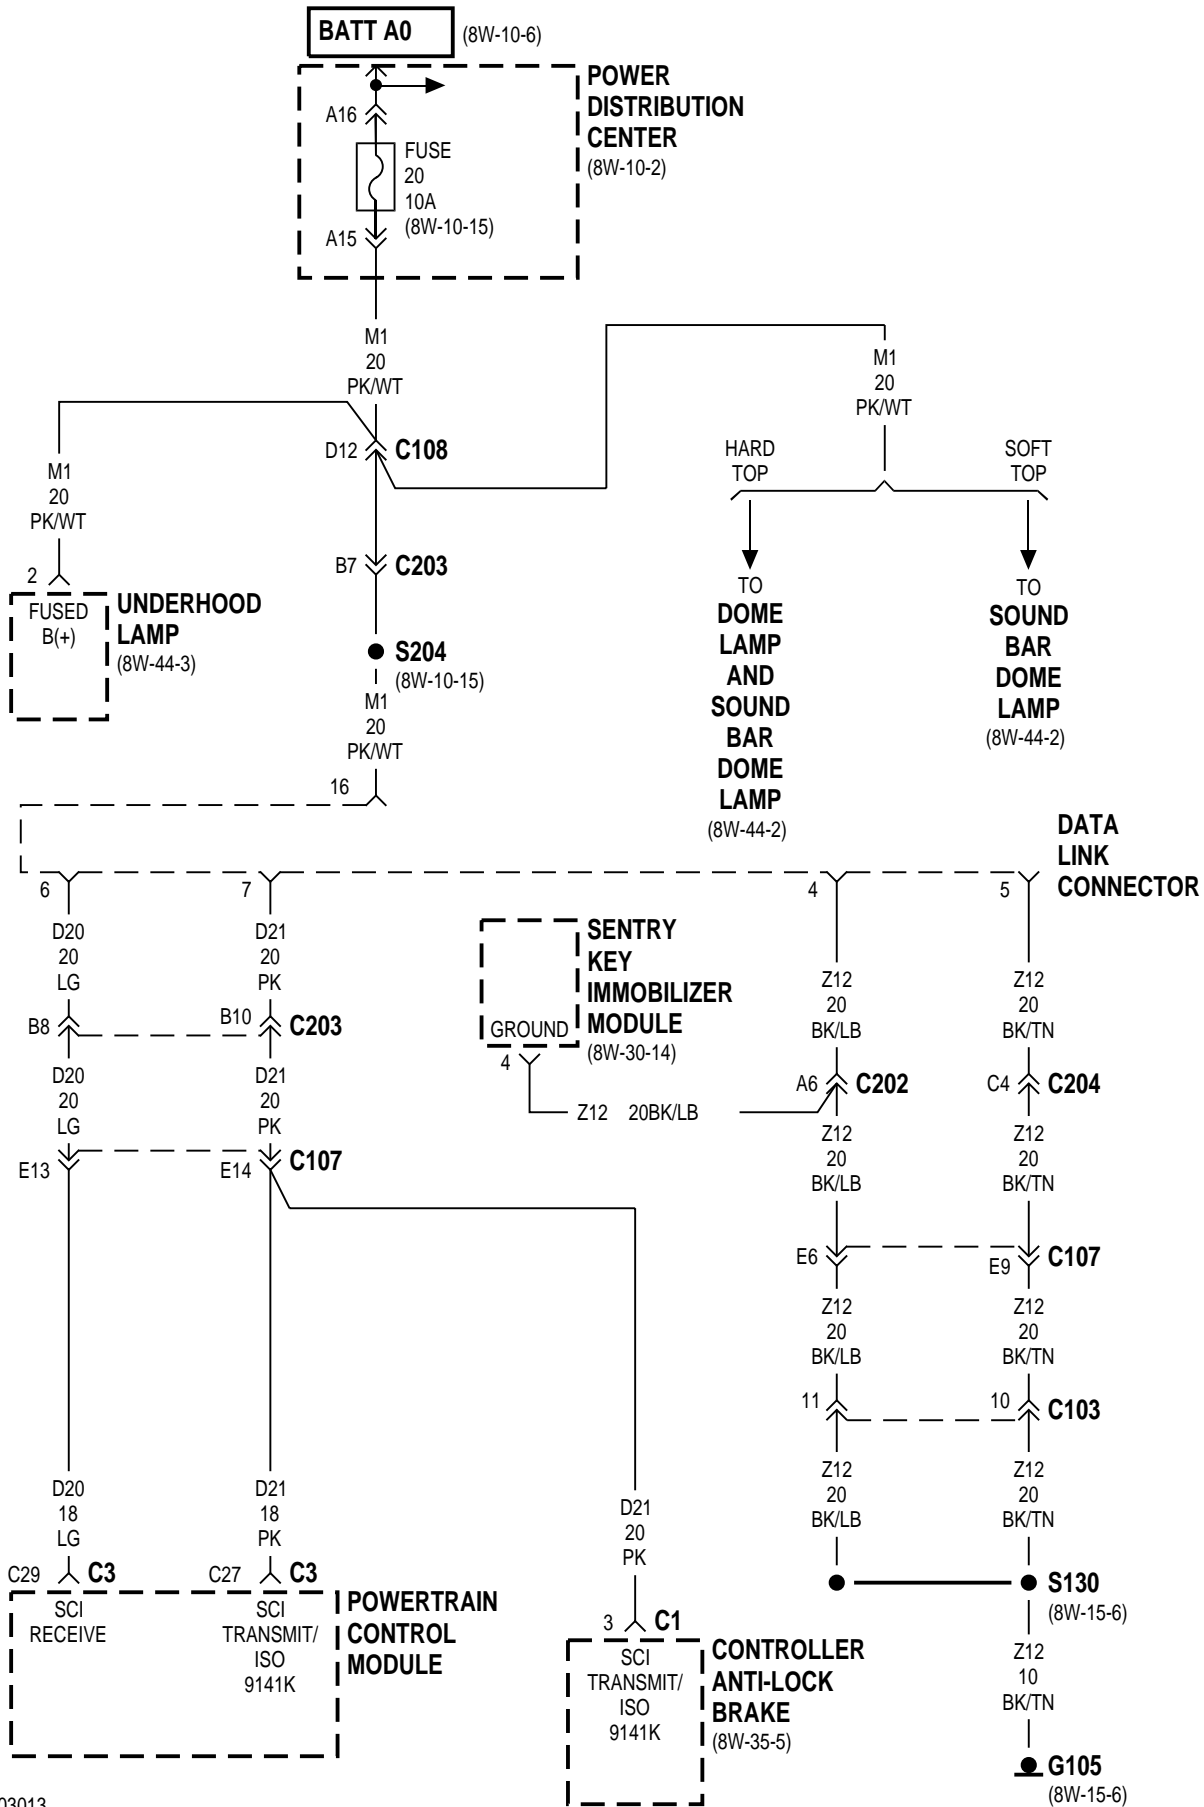 BATT A0
(8W-10-6)
POWER
DISTRIBUTION
CENTER
(8W-10-2)
A16
FUSE
20
10A
(8W-10-15)
A15
M1
20
PK/WT
M1
20
PK/WT
D12
C108
HARD
TOP
SOFT
TOP
M1
20
PK/WT
B7
C203
2
FUSED
B(+)
UNDERHOOD
LAMP
(8W-44-3)
S204
(8W-10-15)
M1
20
PK/WT
TO
DOME
LAMP
AND
SOUND
BAR
DOME
LAMP
(8W-44-2)
TO
SOUND
BAR
DOME
LAMP
(8W-44-2)
16
DATA
LINK
CONNECTOR
6
7
4
5
D20
20
LG
D21
20
PK
SENTRY
KEY
IMMOBILIZER
MODULE
(8W-30-14)
GROUND
4
Z12
20
BK/LB
Z12
20
BK/TN
B8
B10
C203
A6
C202
C4
C204
D20
20
LG
D21
20
PK
Z12 20BK/LB
Z12
20
BK/LB
Z12
20
BK/TN
E13
E14
C107
E6
E9
C107
Z12
20
BK/LB
Z12
20
BK/TN
11
10
C103
D20
18
LG
D21
18
PK
D21
20
PK
Z12
20
BK/LB
Z12
20
BK/TN
C29
C3
C27
C3
SCI
RECEIVE
SCI
TRANSMIT/
ISO
9141K
POWERTRAIN
CONTROL
MODULE
3
C1
SCI
TRANSMIT/
ISO
9141K
CONTROLLER
ANTI-LOCK
BRAKE
(8W-35-5)
S130
(8W-15-6)
Z12
10
BK/TN
G105
(8W-15-6)